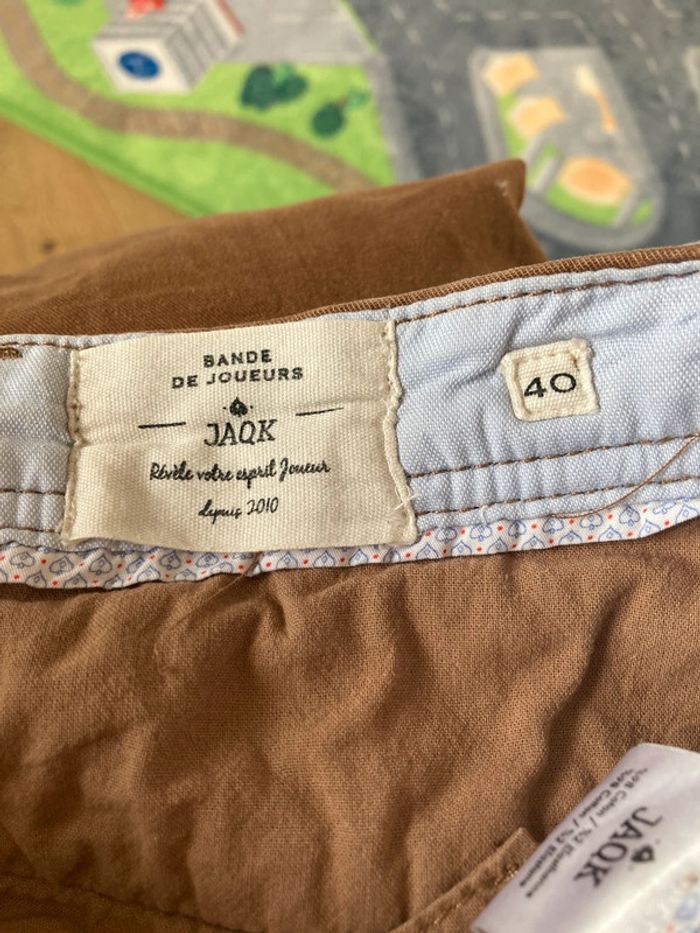 BANDE
DE JOUEURS
JAQK
Révèle votre esprit Joueur
depuis 2010
40
JAQK